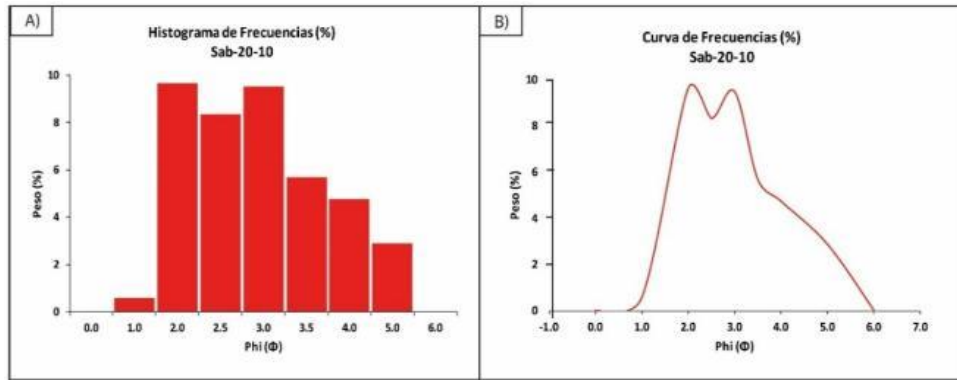 A)
Histograma de Frecuencias (%)
Sab-20-10
10
8
6
4
2
0
Peso (%)
0.0 1.0 2.0 2.5 3.0 3.5 4.0 5.0 6.0
Phi (Φ)
B)
Curva de Frecuencias (%)
Sab-20-10
10
8
6
4
2
0
Peso (%)
-1.0 0.0 1.0 2.0 3.0 4.0 5.0 6.0 7.0
Phi (Φ)